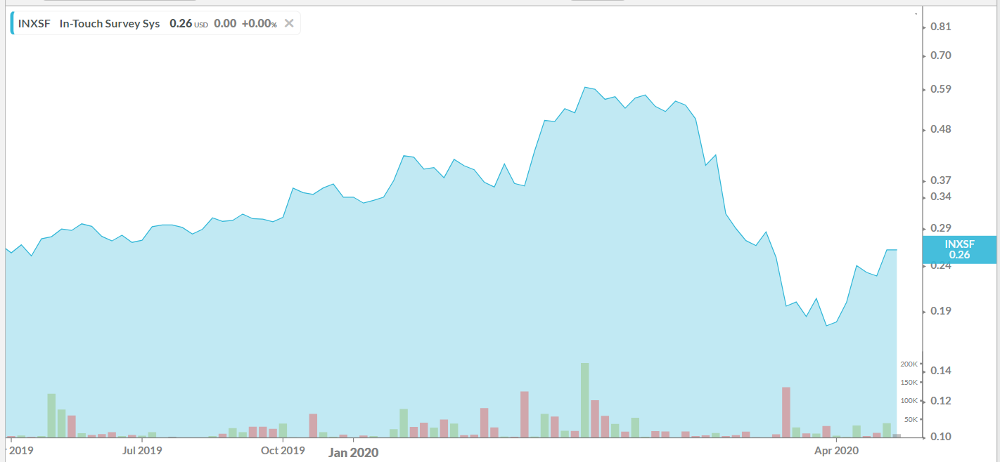 INXSF In-Touch Survey Sys 0.26 USD 0.00 +0.00%
0.81
0.70
0.59
0.48
0.37
0.34
0.29
INXSF
0.26
0.24
0.19
200K
0.14
150K
100K
0.12
50K
0.10
2019 Jul 2019 Oct 2019 Jan 2020 Apr 2020